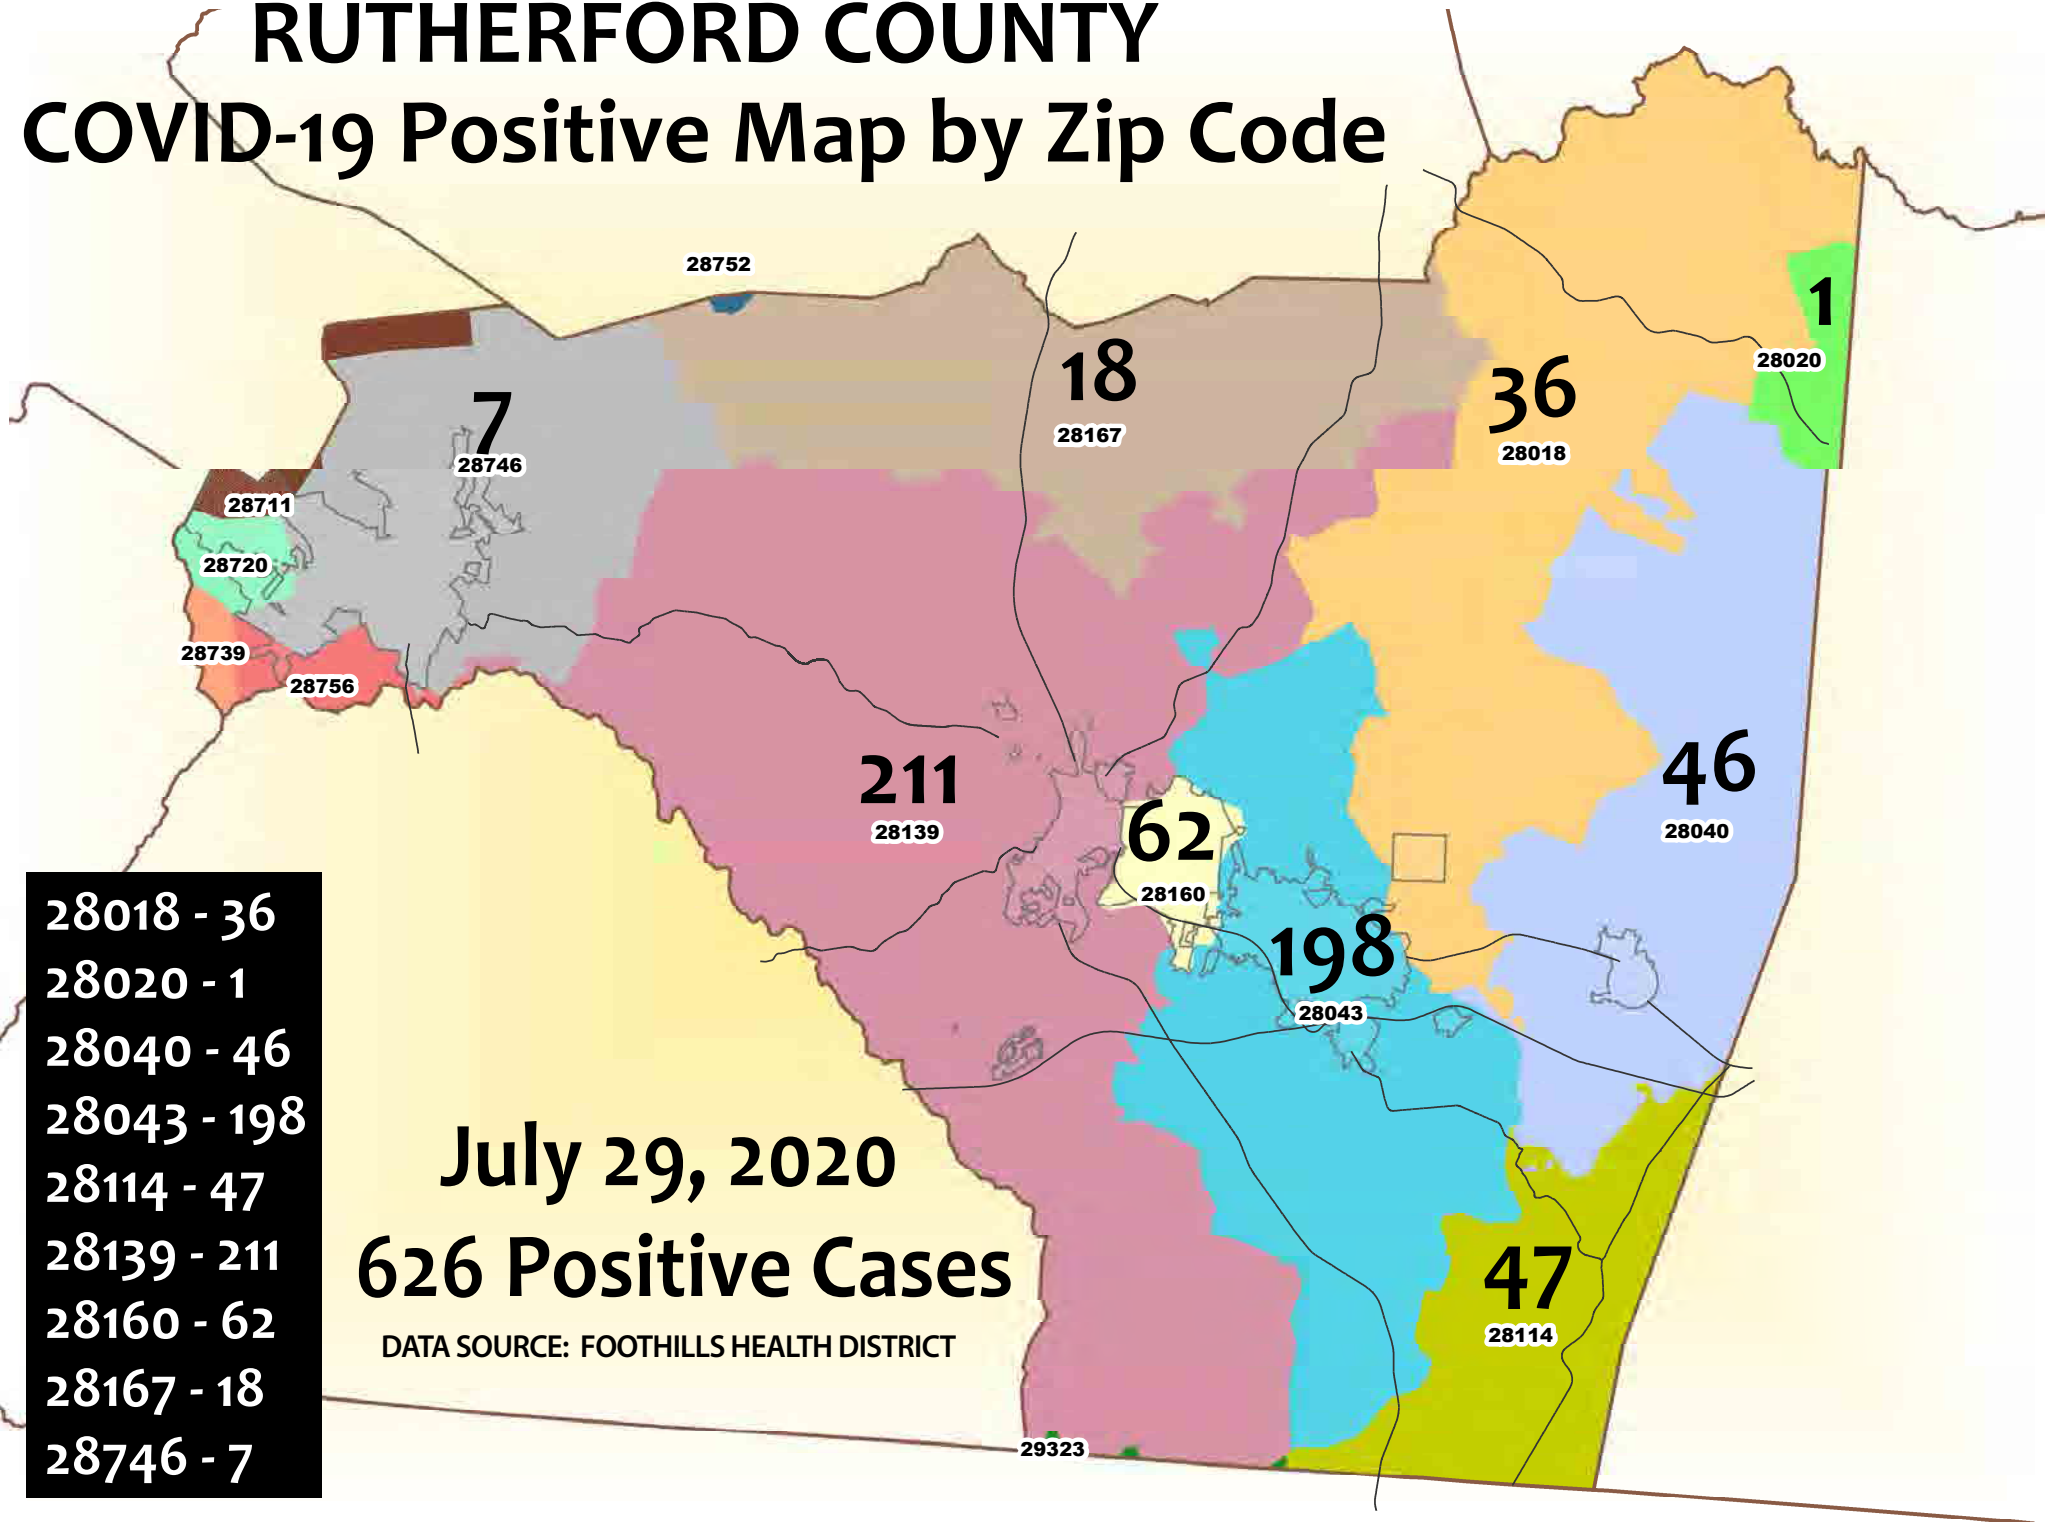 RUTHERFORD COUNTY
COVID-19 Positive Map by Zip Code
28752
1
28020
18
28167
36
28018
7
28746
28711
28720
28739
28756
211
28139
62
28160
46
28040
198
28043
28018 - 36
28020 - 1
28040 - 46
28043 - 198
28114 - 47
28139 - 211
28160 - 62
28167 - 18
28746 - 7
July 29, 2020
626 Positive Cases
DATA SOURCE: FOOTHILLS HEALTH DISTRICT
47
28114
29323